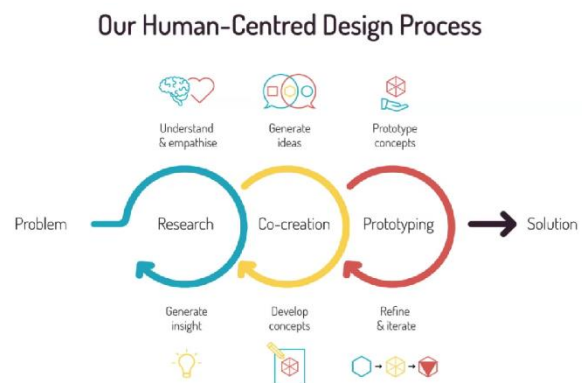 Our Human-Centred Design Process
Understand
& empathise
Generate
ideas
Prototype
concepts
Problem
Research
Co-creation
Prototyping
Solution
Generate
insight
Develop
concepts
Refine
& iterate